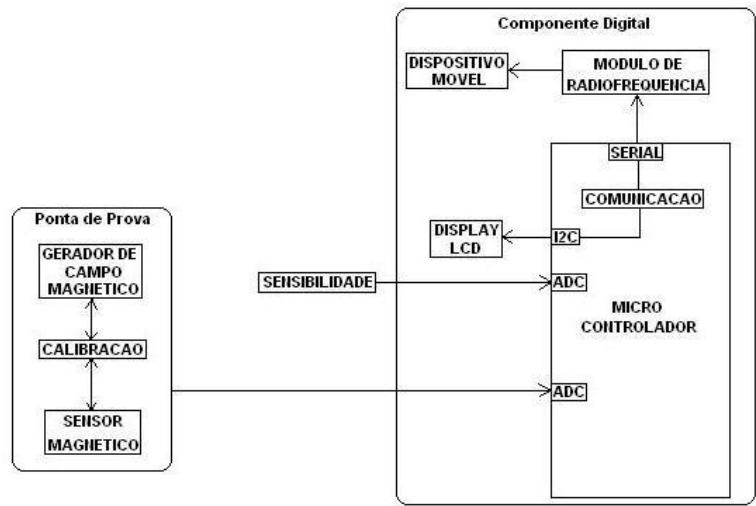 Componente Digital
DISPOSITIVO
MOVEL
MODULO DE
RADIOFREQUENCIA
SERIAL
COMUNICACAO
DISPLAY
LCD
I2C
Ponta de Prova
GERADOR DE
CAMPO
MAGNETICO
SENSIBILIDADE
ADC
MICRO
CONTROLADOR
CALIBRACAO
ADC
SENSOR
MAGNETICO